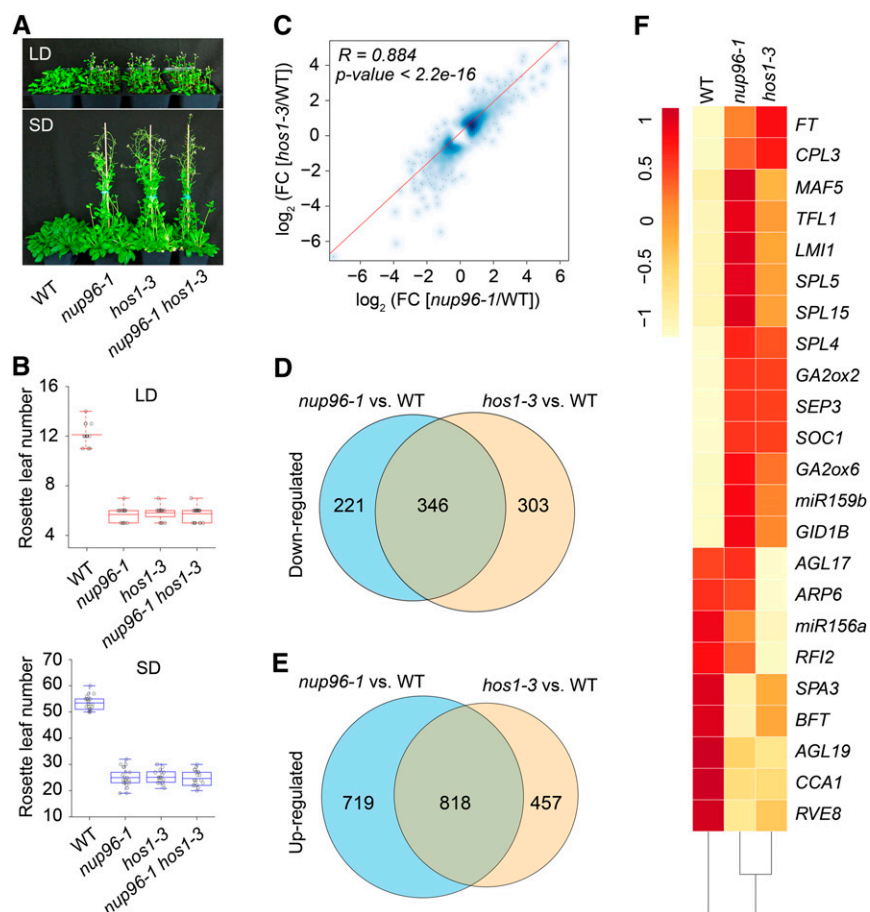 A
LD
SD
WT
nup96-1
hos1-3
nup96-1 hos1-3
B
LD
Rosette leaf number
16
12
8
4
WT
nup96-1
hos1-3
nup96-1 hos1-3
SD
Rosette leaf number
70
60
50
40
30
20
10
WT
nup96-1
hos1-3
nup96-1 hos1-3
C
R = 0.884
p-value < 2.2e-16
log2 (FC [hos1-3/WT])
4
2
0
−2
−4
−6
−6 −4 −2 0 2 4 6
log2 (FC [nup96-1/WT])
D
nup96-1 vs. WT
hos1-3 vs. WT
Down-regulated
221 346 303
E
nup96-1 vs. WT
hos1-3 vs. WT
Up-regulated
719 818 457
F
WT
nup96-1
hos1-3
1
0.5
0
−0.5
−1
FT
CPL3
MAF5
TFL1
LMI1
SPL5
SPL15
SPL4
GA2ox2
SEP3
SOC1
GA2ox6
miR159b
GID1B
AGL17
ARP6
miR156a
RFI2
SPA3
BFT
AGL19
CCA1
RVE8